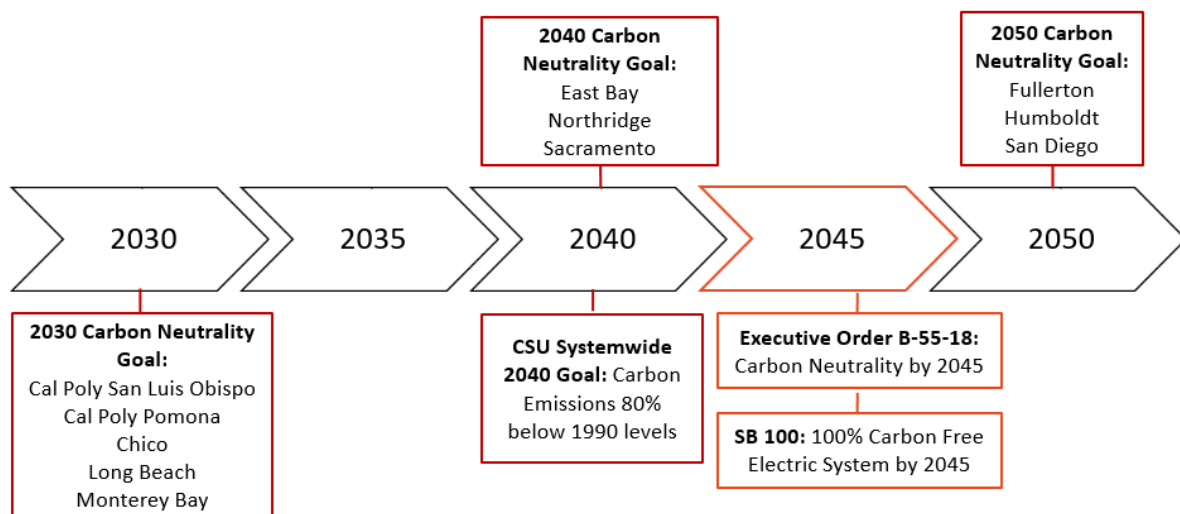 2040 Carbon
Neutrality Goal:
East Bay
Northridge
Sacramento
2050 Carbon
Neutrality Goal:
Fullerton
Humboldt
San Diego
2030
2035
2040
2045
2050
2030 Carbon Neutrality
Goal:
Cal Poly San Luis Obispo
Cal Poly Pomona
Chico
Long Beach
Monterey Bay
CSU Systemwide
2040 Goal: Carbon
Emissions 80%
below 1990 levels
Executive Order B-55-18:
Carbon Neutrality by 2045
SB 100: 100% Carbon Free
Electric System by 2045